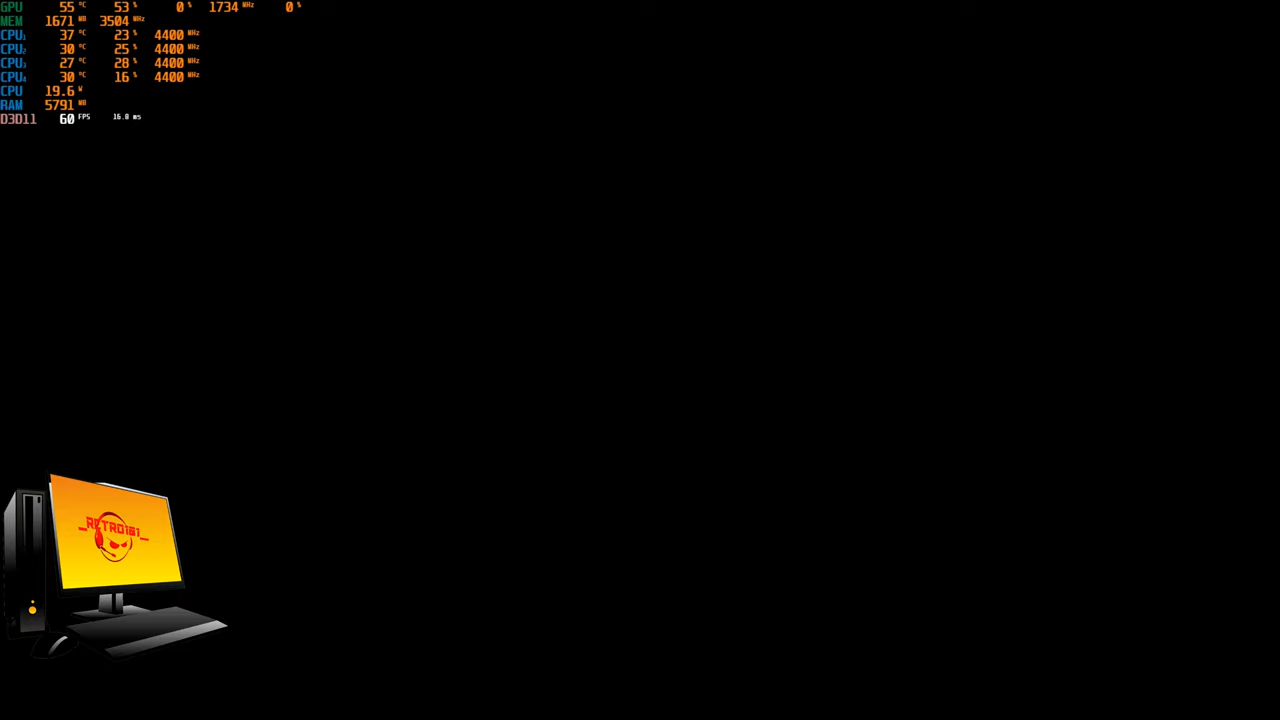 GPU 55 °C 53 % 0 % 1734 MHz 0 %
MEM 1671 MB 3504 MHz
CPU1 37 °C 23 % 4400 MHz
CPU2 30 °C 25 % 4400 MHz
CPU3 27 °C 28 % 4400 MHz
CPU4 30 °C 16 % 4400 MHz
CPU 19.6 W
RAM 5791 MB
D3D11 60 FPS 16.8 ms
_RETRO181_